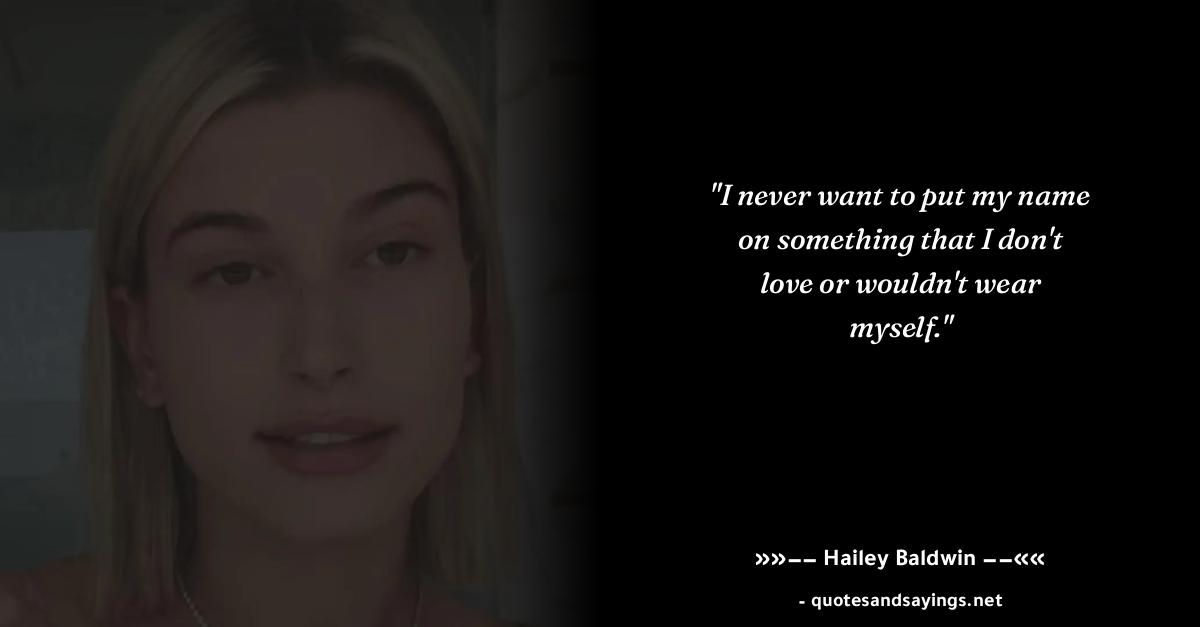 "I never want to put my name
on something that I don't
love or wouldn't wear
myself."
»»–– Hailey Baldwin ––««
- quotesandsayings.net